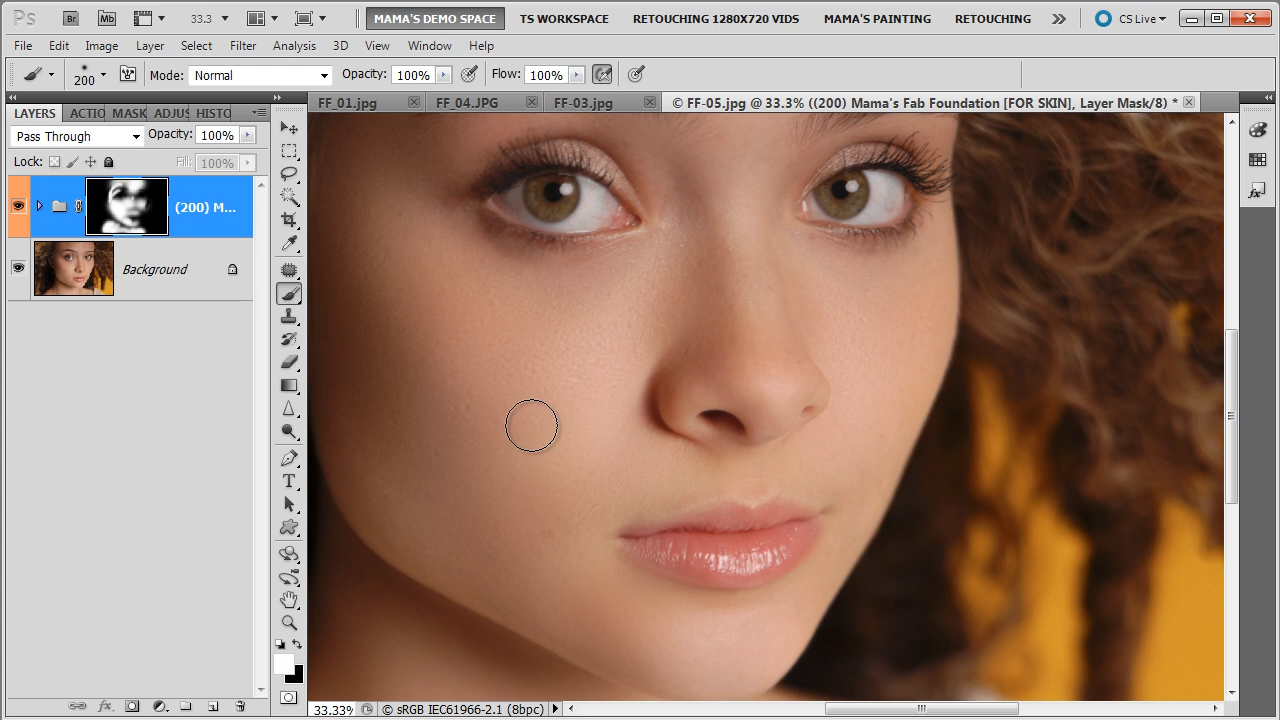 Ps Br Mb 33.3 MAMA'S DEMO SPACE TS WORKSPACE RETOUCHING 1280X720 VIDS MAMA'S PAINTING RETOUCHING CS Live
File Edit Image Layer Select Filter Analysis 3D View Window Help
200 Mode: Normal Opacity: 100% Flow: 100%
LAYERS ACTIO MASK ADJUS HISTO FF_01.jpg FF_04.JPG FF-03.jpg © FF-05.jpg @ 33.3% ((200) Mama's Fab Foundation [FOR SKIN], Layer Mask/8) *
Pass Through Opacity: 100%
Lock: Fill: 100%
(200) M...
Background
33.33% © sRGB IEC61966-2.1 (8bpc)